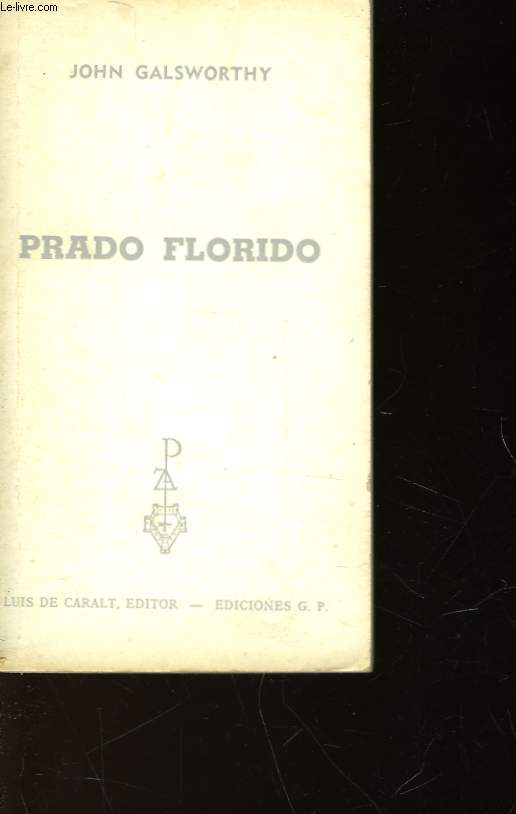 Le-livre.com
JOHN GALSWORTHY
PRADO FLORIDO
P
Z A
LUIS DE CARALT, EDITOR — EDICIONES G. P.